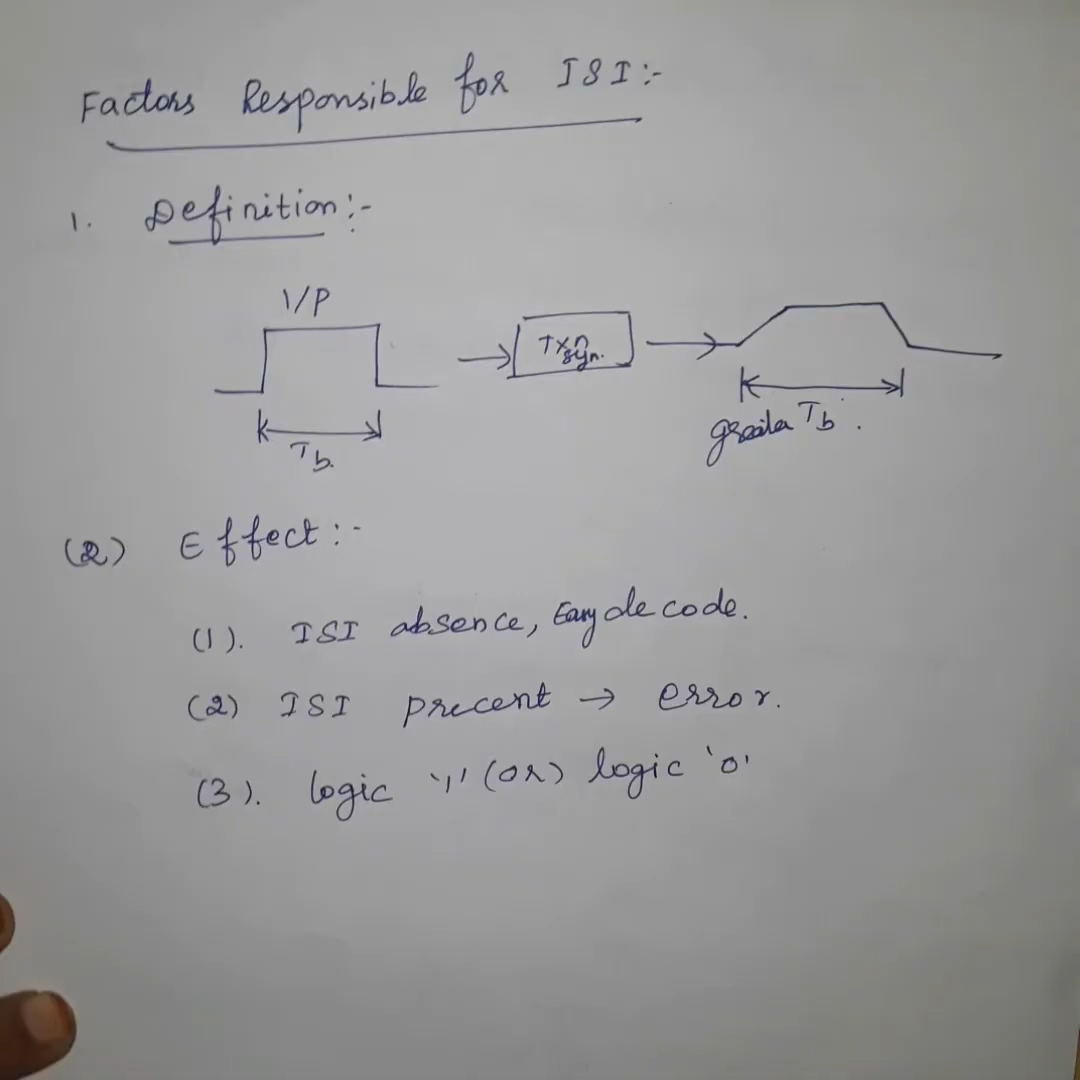 Factors Responsible for ISI:-
1. Definition:-
I/P
Txn
syn.
Tb.
greater Tb.
(2) Effect:-
(1). ISI absence, Easy decode.
(2) ISI precent → error.
(3). logic '1' (OR) logic '0'